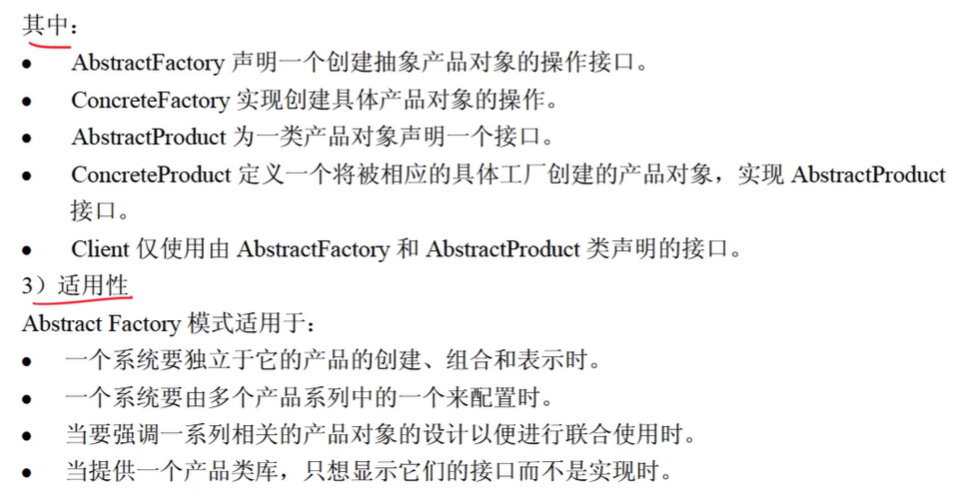 其中：
● AbstractFactory 声明一个创建抽象产品对象的操作接口。
● ConcreteFactory 实现创建具体产品对象的操作。
● AbstractProduct 为一类产品对象声明一个接口。
● ConcreteProduct 定义一个将被相应的具体工厂创建的产品对象，实现 AbstractProduct
接口。
● Client 仅使用由 AbstractFactory 和 AbstractProduct 类声明的接口。
3）适用性
Abstract Factory 模式适用于：
● 一个系统要独立于它的产品的创建、组合和表示时。
● 一个系统要由多个产品系列中的一个来配置时。
● 当要强调一系列相关的产品对象的设计以便进行联合使用时。
● 当提供一个产品类库，只想显示它们的接口而不是实现时。